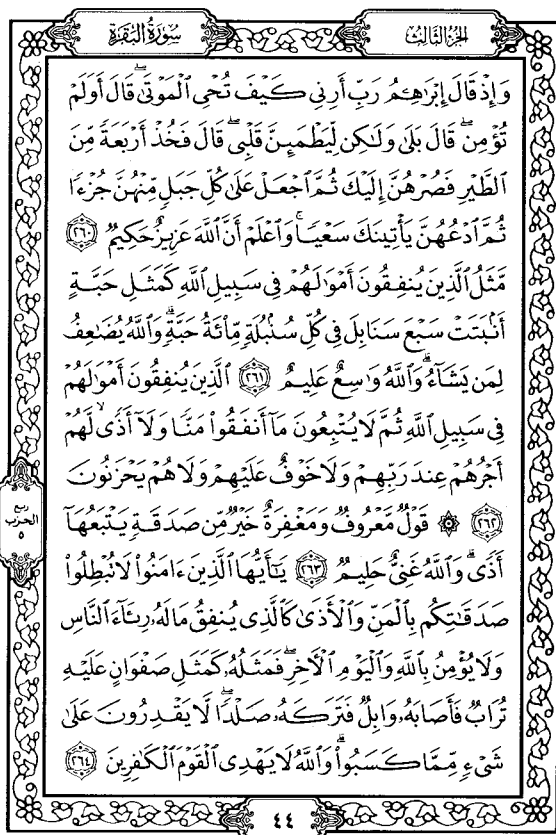 الجزء الثالث
سورة البقرة
وَإِذْ قَالَ إِبْرَٰهِـۧمُ رَبِّ أَرِنِى كَيْفَ تُحْىِ ٱلْمَوْتَىٰ ۖ قَالَ أَوَلَمْ
تُؤْمِن ۖ قَالَ بَلَىٰ وَلَـٰكِن لِّيَطْمَئِنَّ قَلْبِى ۖ قَالَ فَخُذْ أَرْبَعَةً مِّنَ
ٱلطَّيْرِ فَصُرْهُنَّ إِلَيْكَ ثُمَّ ٱجْعَلْ عَلَىٰ كُلِّ جَبَلٍ مِّنْهُنَّ جُزْءًا
ثُمَّ ٱدْعُهُنَّ يَأْتِينَكَ سَعْيًا ۚ وَٱعْلَمْ أَنَّ ٱللَّهَ عَزِيزٌ حَكِيمٌ ٢٦٠
مَّثَلُ ٱلَّذِينَ يُنفِقُونَ أَمْوَٰلَهُمْ فِى سَبِيلِ ٱللَّهِ كَمَثَلِ حَبَّةٍ
أَنۢبَتَتْ سَبْعَ سَنَابِلَ فِى كُلِّ سُنۢبُلَةٍ مِّا۟ئَةُ حَبَّةٍ ۗ وَٱللَّهُ يُضَـٰعِفُ
لِمَن يَشَآءُ ۗ وَٱللَّهُ وَٰسِعٌ عَلِيمٌ ٢٦١ ٱلَّذِينَ يُنفِقُونَ أَمْوَٰلَهُمْ
فِى سَبِيلِ ٱللَّهِ ثُمَّ لَا يُتْبِعُونَ مَآ أَنفَقُوا۟ مَنًّا وَلَآ أَذًى ۙ لَّهُمْ
أَجْرُهُمْ عِندَ رَبِّهِمْ وَلَا خَوْفٌ عَلَيْهِمْ وَلَا هُمْ يَحْزَنُونَ
٢٦٢ ۞ قَوْلٌ مَّعْرُوفٌ وَمَغْفِرَةٌ خَيْرٌ مِّن صَدَقَةٍ يَتْبَعُهَآ
أَذًى ۗ وَٱللَّهُ غَنِىٌّ حَلِيمٌ ٢٦٣ يَـٰٓأَيُّهَا ٱلَّذِينَ ءَامَنُوا۟ لَا تُبْطِلُوا۟
صَدَقَـٰتِكُم بِٱلْمَنِّ وَٱلْأَذَىٰ كَٱلَّذِى يُنفِقُ مَالَهُۥ رِئَآءَ ٱلنَّاسِ
وَلَا يُؤْمِنُ بِٱللَّهِ وَٱلْيَوْمِ ٱلْـَٔاخِرِ ۖ فَمَثَلُهُۥ كَمَثَلِ صَفْوَانٍ عَلَيْهِ
تُرَابٌ فَأَصَابَهُۥ وَابِلٌ فَتَرَكَهُۥ صَلْدًا ۖ لَّا يَقْدِرُونَ عَلَىٰ
شَىْءٍ مِّمَّا كَسَبُوا۟ ۗ وَٱللَّهُ لَا يَهْدِى ٱلْقَوْمَ ٱلْكَـٰفِرِينَ ٢٦٤
ربع
الحزب
٥
٤٤